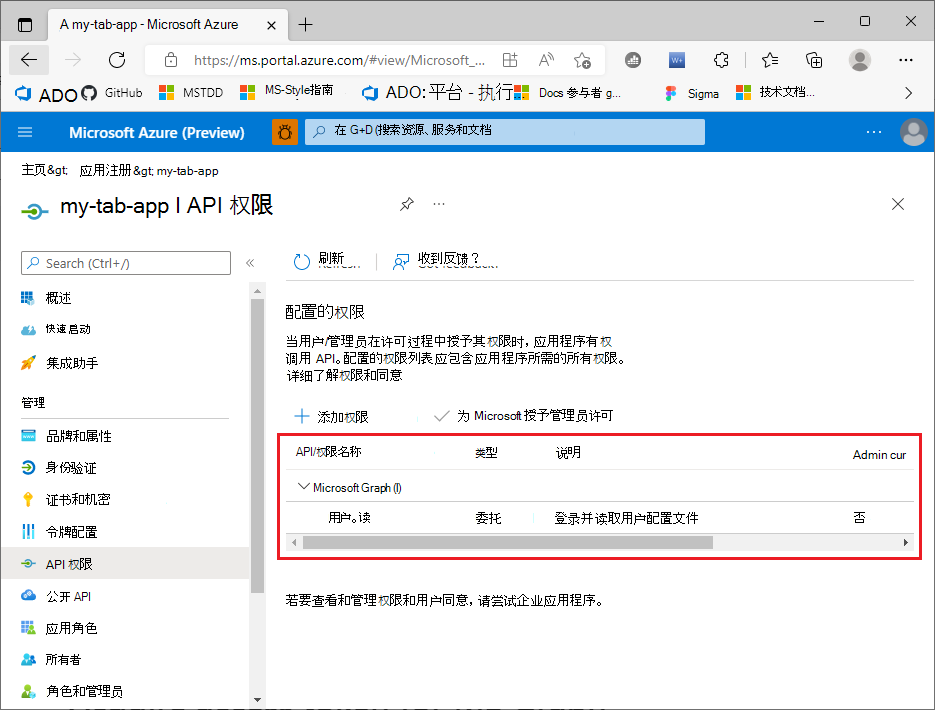 A my-tab-app - Microsoft Azure
https://ms.portal.azure.com/#view/Microsoft_...
ADO GitHub MSTDD MS-Style指南 ADO:平台 - 执行 Docs 参与者 g... Sigma 技术文档...
Microsoft Azure (Preview) 在 G+D (搜索资源、服务和文档
主页&gt; 应用注册&gt; my-tab-app
my-tab-app I API 权限
Search (Ctrl+/)
刷新 收到反馈？
概述
快速启动
集成助手
管理
品牌和属性
身份验证
证书和机密
令牌配置
API 权限
公开 API
应用角色
所有者
角色和管理员
配置的权限
当用户/管理员在许可过程中授予其权限时，应用程序有权
调用 API。配置的权限列表应包含应用程序所需的所有权限。
详细了解权限和同意
添加权限 为 Microsoft 授予管理员许可
API/权限名称 类型 说明 Admin cur
Microsoft Graph (I)
用户。读 委托 登录并读取用户配置文件 否
若要查看和管理权限和用户同意，请尝试企业应用程序。